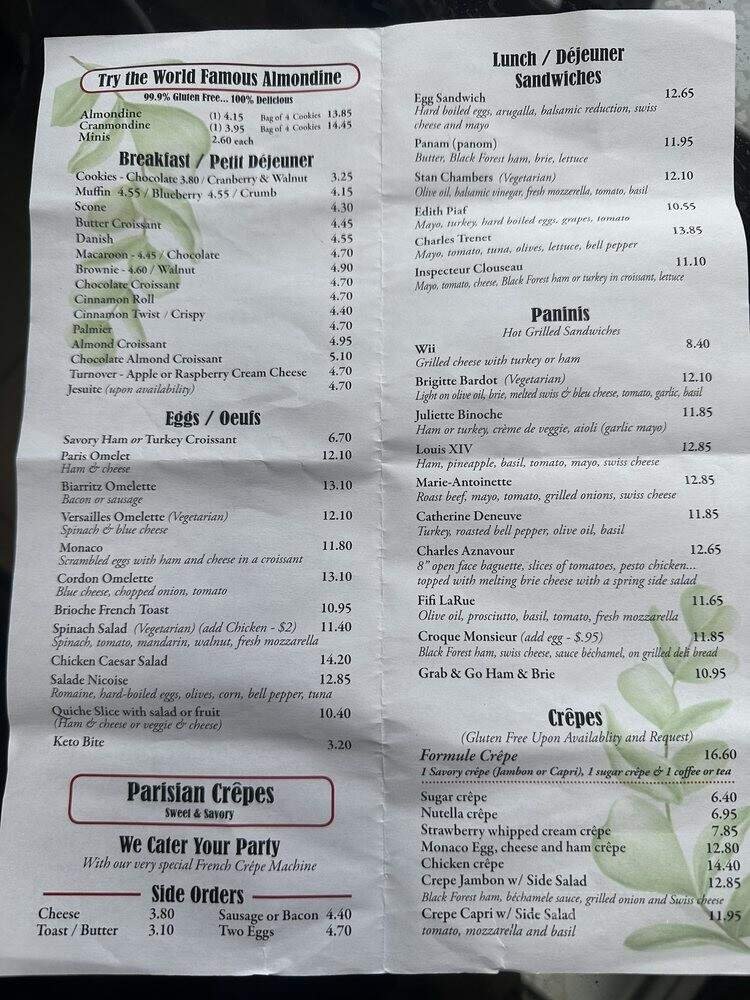 Try the World Famous Almondine
99.9% Gluten Free... 100% Delicious
Almondine (1) 4.15 Bag of 4 Cookies 13.85
Cranmondine (1) 3.95 Bag of 4 Cookies 14.45
Minis 2.60 each
Breakfast / Petit Déjeuner
Cookies - Chocolate 3.80 / Cranberry & Walnut 3.25
Muffin 4.55 / Blueberry 4.55 / Crumb 4.15
Scone 4.30
Butter Croissant 4.45
Danish 4.55
Macaroon - 4.45 / Chocolate 4.70
Brownie - 4.60 / Walnut 4.90
Chocolate Croissant 4.70
Cinnamon Roll 4.70
Cinnamon Twist / Crispy 4.40
Palmier 4.70
Almond Croissant 4.95
Chocolate Almond Croissant 5.10
Turnover - Apple or Raspberry Cream Cheese 4.70
Jesuite (upon availability) 4.70
Eggs / Oeufs
Savory Ham or Turkey Croissant 6.70
Paris Omelet 12.10
Ham & cheese
Biarritz Omelette 13.10
Bacon or sausage
Versailles Omelette (Vegetarian) 12.10
Spinach & blue cheese
Monaco 11.80
Scrambled eggs with ham and cheese in a croissant
Cordon Omelette 13.10
Blue cheese, chopped onion, tomato
Brioche French Toast 10.95
Spinach Salad (Vegetarian) (add Chicken - $2) 11.40
Spinach, tomato, mandarin, walnut, fresh mozzarella
Chicken Caesar Salad 14.20
Salade Nicoise 12.85
Romaine, hard-boiled eggs, olives, corn, bell pepper, tuna
Quiche Slice with salad or fruit 10.40
(Ham & cheese or veggie & cheese)
Keto Bite 3.20
Parisian Crêpes
Sweet & Savory
We Cater Your Party
With our very special French Crêpe Machine
Side Orders
Cheese 3.80 Sausage or Bacon 4.40
Toast / Butter 3.10 Two Eggs 4.70
Lunch / Déjeuner
Sandwiches
Egg Sandwich 12.65
Hard boiled eggs, arugalla, balsamic reduction, swiss
cheese and mayo
Panam (panom) 11.95
Butter, Black Forest ham, brie, lettuce
Stan Chambers (Vegetarian) 12.10
Olive oil, balsamic vinegar, fresh mozzerella, tomato, basil
Edith Piaf 10.55
Mayo, turkey, hard boiled eggs, grapes, tomato
Charles Trenet 13.85
Mayo, tomato, tuna, olives, lettuce, bell pepper
Inspecteur Clouseau 11.10
Mayo, tomato, cheese, Black Forest ham or turkey in croissant, lettuce
Paninis
Hot Grilled Sandwiches
Wii 8.40
Grilled cheese with turkey or ham
Brigitte Bardot (Vegetarian) 12.10
Light on olive oil, brie, melted swiss & bleu cheese, tomato, garlic, basil
Juliette Binoche 11.85
Ham or turkey, crème de veggie, aioli (garlic mayo)
Louis XIV 12.85
Ham, pineapple, basil, tomato, mayo, swiss cheese
Marie-Antoinette 12.85
Roast beef, mayo, tomato, grilled onions, swiss cheese
Catherine Deneuve 11.85
Turkey, roasted bell pepper, olive oil, basil
Charles Aznavour 12.65
8" open face baguette, slices of tomatoes, pesto chicken...
topped with melting brie cheese with a spring side salad
Fifi LaRue 11.65
Olive oil, prosciutto, basil, tomato, fresh mozzarella
Croque Monsieur (add egg - $.95) 11.85
Black Forest ham, swiss cheese, sauce béchamel, on grilled deli bread
Grab & Go Ham & Brie 10.95
Crêpes
(Gluten Free Upon Availablity and Request)
Formule Crêpe 16.60
1 Savory crêpe (Jambon or Capri), 1 sugar crêpe & 1 coffee or tea
Sugar crêpe 6.40
Nutella crêpe 6.95
Strawberry whipped cream crêpe 7.85
Monaco Egg, cheese and ham crêpe 12.80
Chicken crêpe 14.40
Crepe Jambon w/ Side Salad 12.85
Black Forest ham, béchamele sauce, grilled onion and Swiss cheese
Crepe Capri w/ Side Salad 11.95
tomato, mozzarella and basil